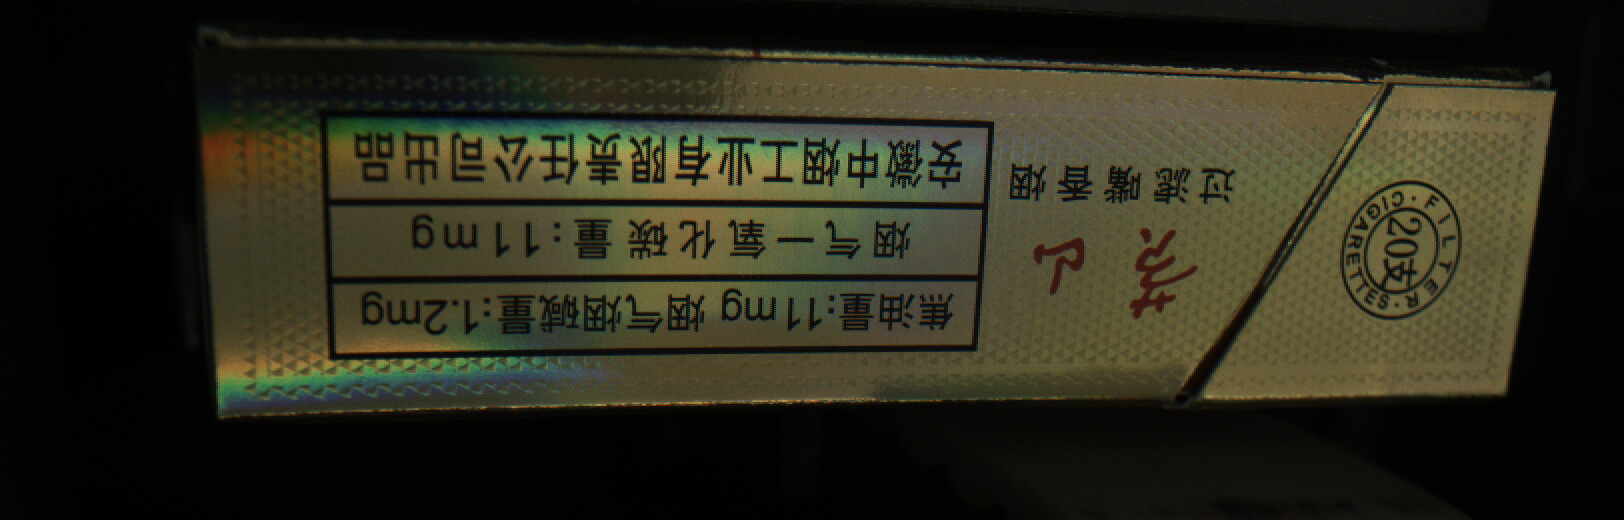 FILTER · CIGARETTES ·
20支
黄山
过滤嘴香烟
焦油量:11mg 烟气烟碱量:1.2mg
烟气一氧化碳量:11mg
安徽中烟工业有限责任公司出品